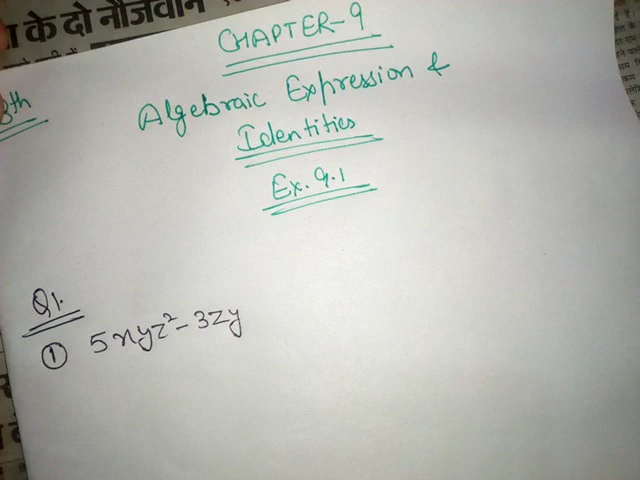 के दो नौजवान
CHAPTER-9
8th
Algebraic Expression &
Identities
Ex. 9.1
Q1.
① 5xyz² - 3zy